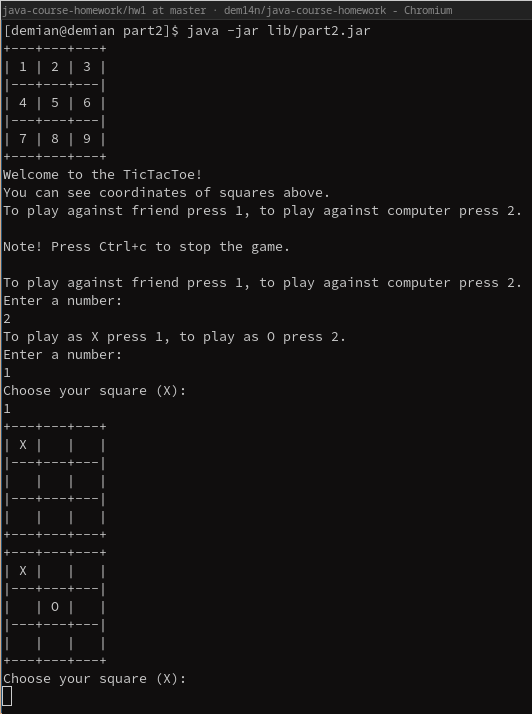 java-course-homework/hw1 at master · dem14n/java-course-homework - Chromium
[demian@demian part2]$ java -jar lib/part2.jar
+---+---+---+
| 1 | 2 | 3 |
|---+---+---|
| 4 | 5 | 6 |
|---+---+---|
| 7 | 8 | 9 |
+---+---+---+
Welcome to the TicTacToe!
You can see coordinates of squares above.
To play against friend press 1, to play against computer press 2.
Note! Press Ctrl+c to stop the game.
To play against friend press 1, to play against computer press 2.
Enter a number:
2
To play as X press 1, to play as O press 2.
Enter a number:
1
Choose your square (X):
1
+---+---+---+
| X |   |   |
|---+---+---|
|   |   |   |
|---+---+---|
|   |   |   |
+---+---+---+
+---+---+---+
| X |   |   |
|---+---+---|
|   | O |   |
|---+---+---|
|   |   |   |
+---+---+---+
Choose your square (X):